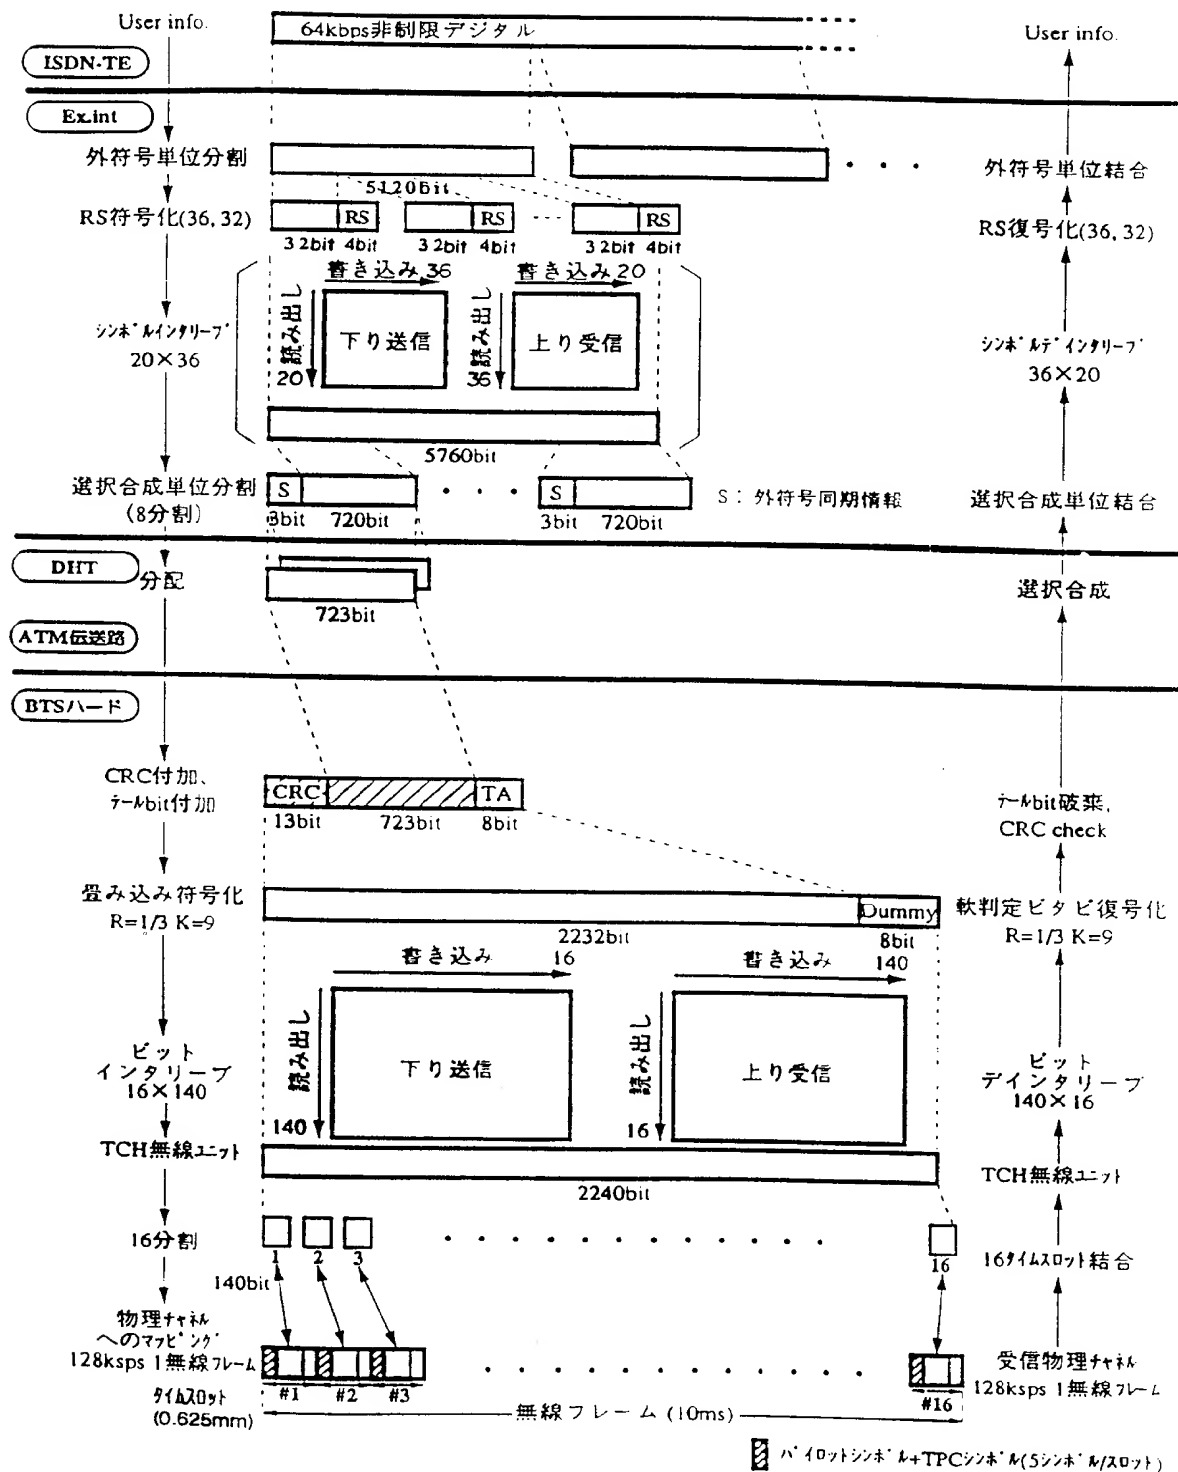 User info.
64kbps非制限デジタル
User info.
ISDN-TE
Ex.int
外符号単位分割
外符号単位結合
5120bit
RS符号化(36, 32)
RS
RS
RS
RS復号化(36, 32)
32bit 4bit
32bit 4bit
32bit 4bit
書き込み 36
書き込み 20
シンボルインタリーブ
20×36
読み出し
20
下り送信
読み出し
36
上り受信
シンボルデインタリーブ
36×20
5760bit
選択合成単位分割
(8分割)
S
S
S：外符号同期情報
選択合成単位結合
3bit 720bit
3bit 720bit
DHT
分配
選択合成
723bit
ATM伝送路
BTSハード
CRC付加、
テールbit付加
CRC
TA
13bit 723bit 8bit
テールbit破棄,
CRC check
畳み込み符号化
R=1/3 K=9
Dummy
軟判定ビタビ復号化
R=1/3 K=9
2232bit
8bit
書き込み 16
書き込み 140
ビット
インタリーブ
16×140
読み出し
140
下り送信
読み出し
16
上り受信
ビット
デインタリーブ
140×16
TCH無線ユニット
TCH無線ユニット
2240bit
16分割
1 2 3
16
16タイムスロット結合
140bit
物理チャネル
へのマッピング
128ksps 1無線フレーム
#1 #2 #3
#16
受信物理チャネル
128ksps 1無線フレーム
タイムスロット
(0.625mm)
無線フレーム (10ms)
パイロットシンボル+TPCシンボル(5シンボル/スロット)